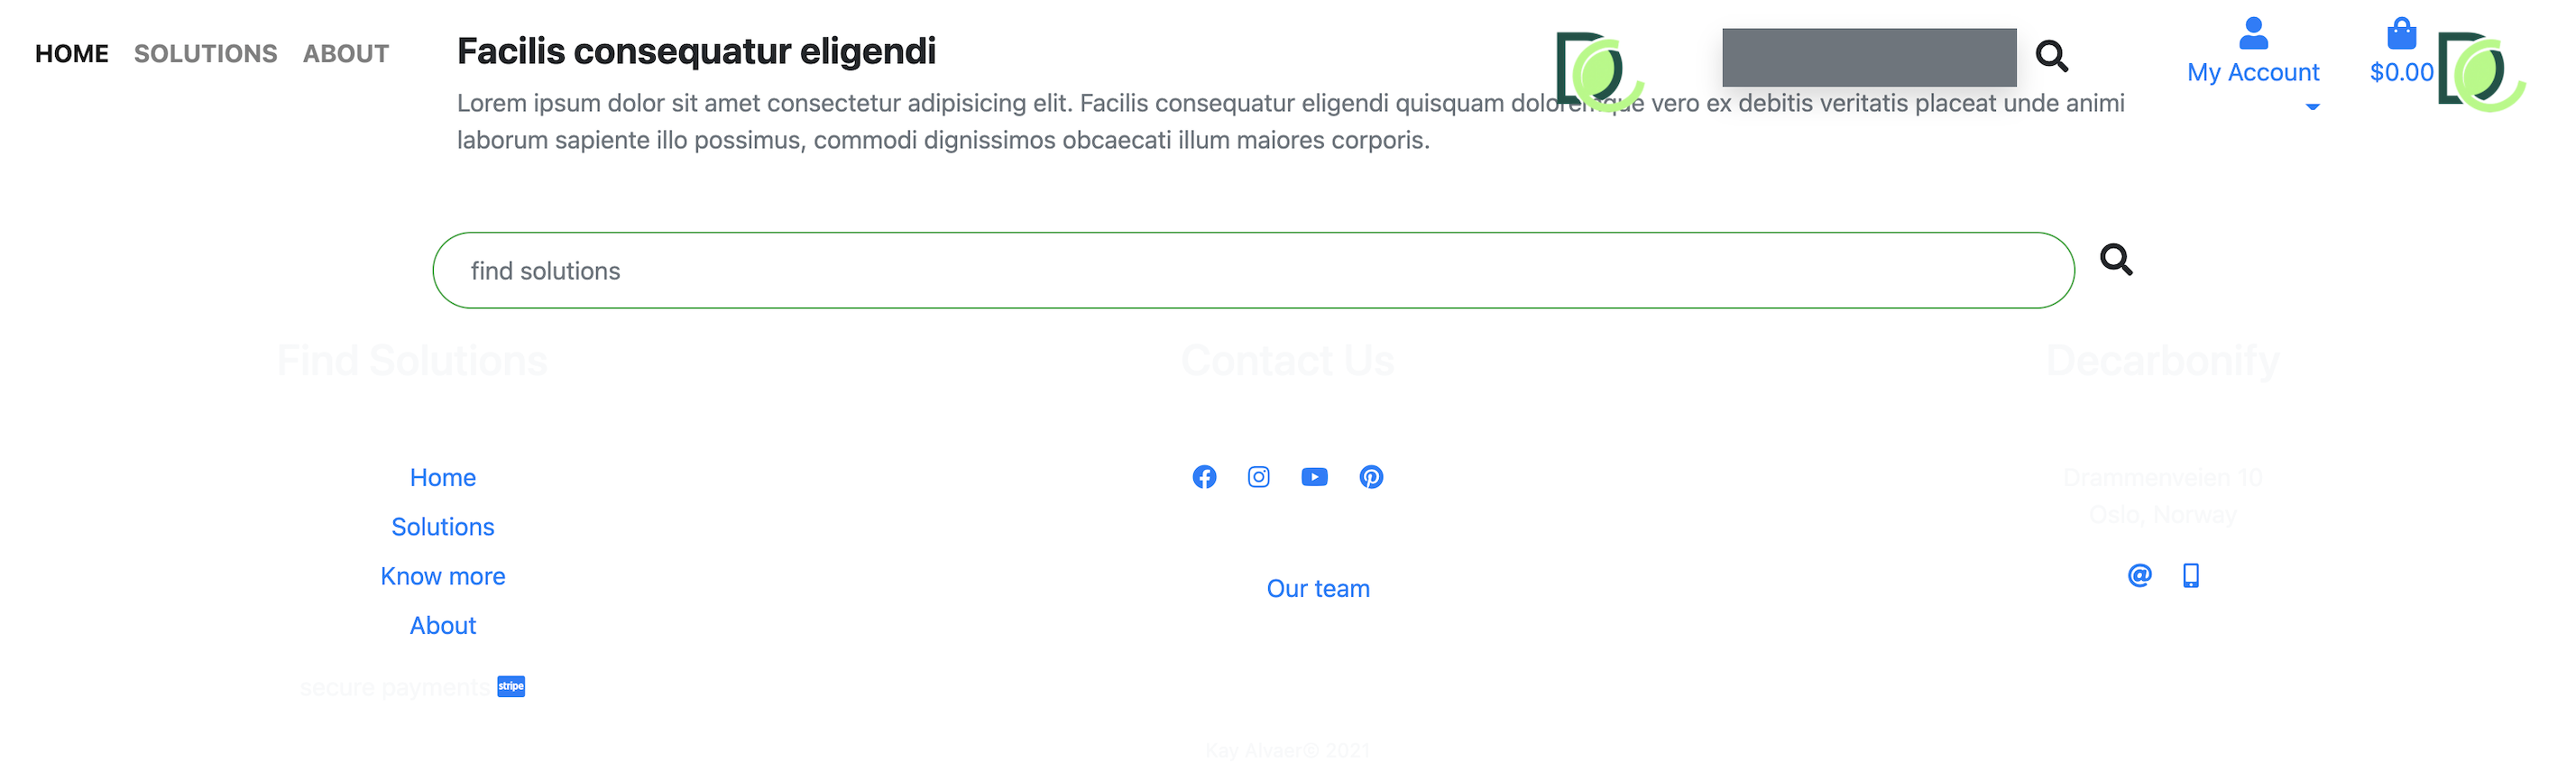 HOME SOLUTIONS ABOUT
Facilis consequatur eligendi
My Account
$0.00
Lorem ipsum dolor sit amet consectetur adipisicing elit. Facilis consequatur eligendi quisquam doloremque vero ex debitis veritatis placeat unde animi
laborum sapiente illo possimus, commodi dignissimos obcaecati illum maiores corporis.
find solutions
Find Solutions
Home
Solutions
Know more
About
secure payments stripe
Contact Us
Our team
Decarbonify
Drammenveien 10
Oslo, Norway
Kay Alvaer© 2021